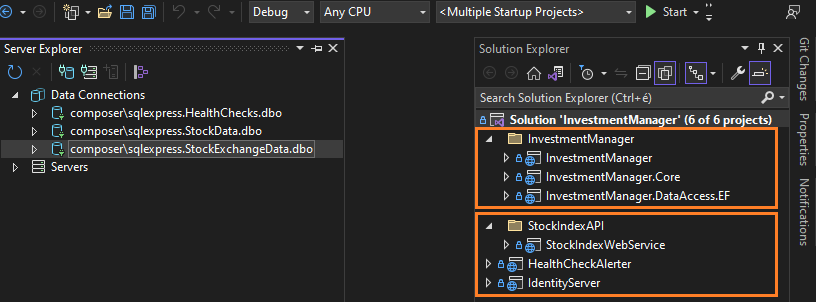 Debug
Any CPU
<Multiple Startup Projects>
Start
Server Explorer
Data Connections
composer\sqlexpress.HealthChecks.dbo
composer\sqlexpress.StockData.dbo
composer\sqlexpress.StockExchangeData.dbo
Servers
Solution Explorer
Search Solution Explorer (Ctrl+é)
Solution 'InvestmentManager' (6 of 6 projects)
InvestmentManager
InvestmentManager
InvestmentManager.Core
InvestmentManager.DataAccess.EF
StockIndexAPI
StockIndexWebService
HealthCheckAlerter
IdentityServer
Git Changes
Properties
Notifications